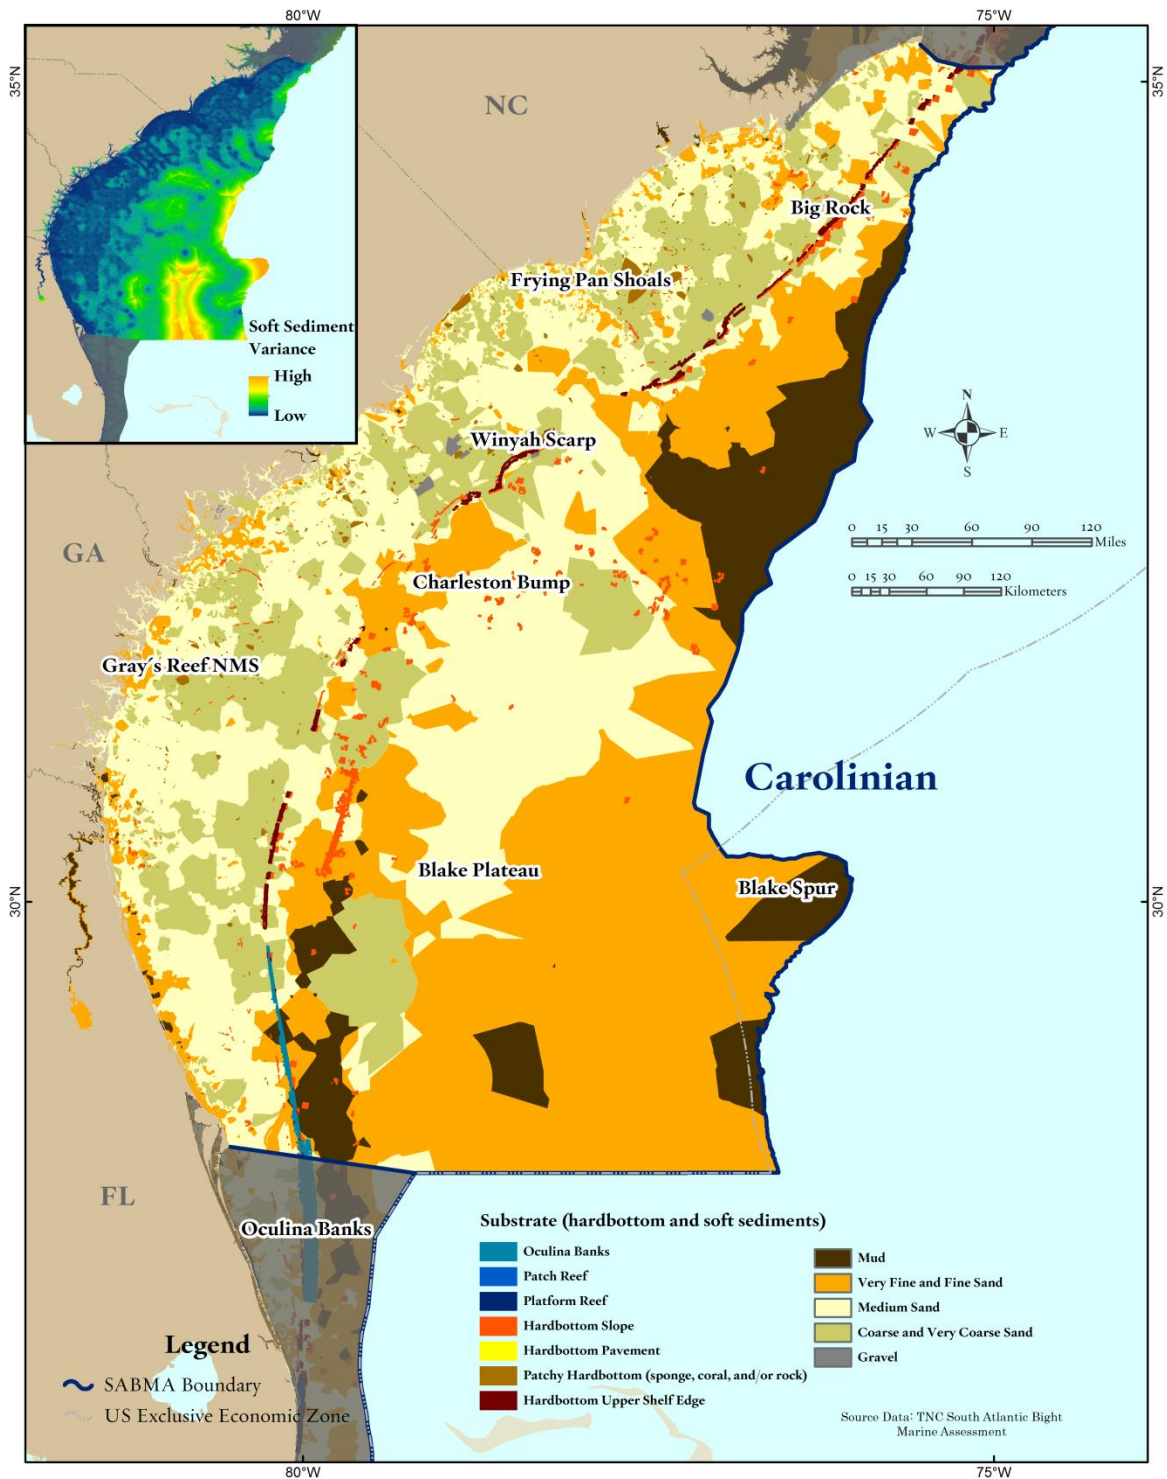 80°W
75°W
35°N
35°N
NC
Big Rock
Frying Pan Shoals
Soft Sediment
Variance
High
Low
Winyah Scarp
N
W
E
S
0 15 30 60 90 120
Miles
GA
Charleston Bump
0 15 30 60 90 120
Kilometers
Gray´s Reef NMS
Carolinian
Blake Plateau
Blake Spur
30°N
30°N
FL
Oculina Banks
Substrate (hardbottom and soft sediments)
Oculina Banks
Patch Reef
Platform Reef
Hardbottom Slope
Hardbottom Pavement
Patchy Hardbottom (sponge, coral, and/or rock)
Hardbottom Upper Shelf Edge
Mud
Very Fine and Fine Sand
Medium Sand
Coarse and Very Coarse Sand
Gravel
Legend
SABMA Boundary
US Exclusive Economic Zone
Source Data: TNC South Atlantic Bight
Marine Assessment
80°W
75°W